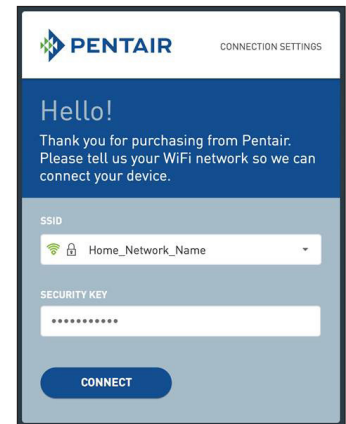 PENTAIR
CONNECTION SETTINGS
Hello!
Thank you for purchasing from Pentair.
Please tell us your WiFi network so we can
connect your device.
SSID
Home_Network_Name
SECURITY KEY
•••••••••••
CONNECT